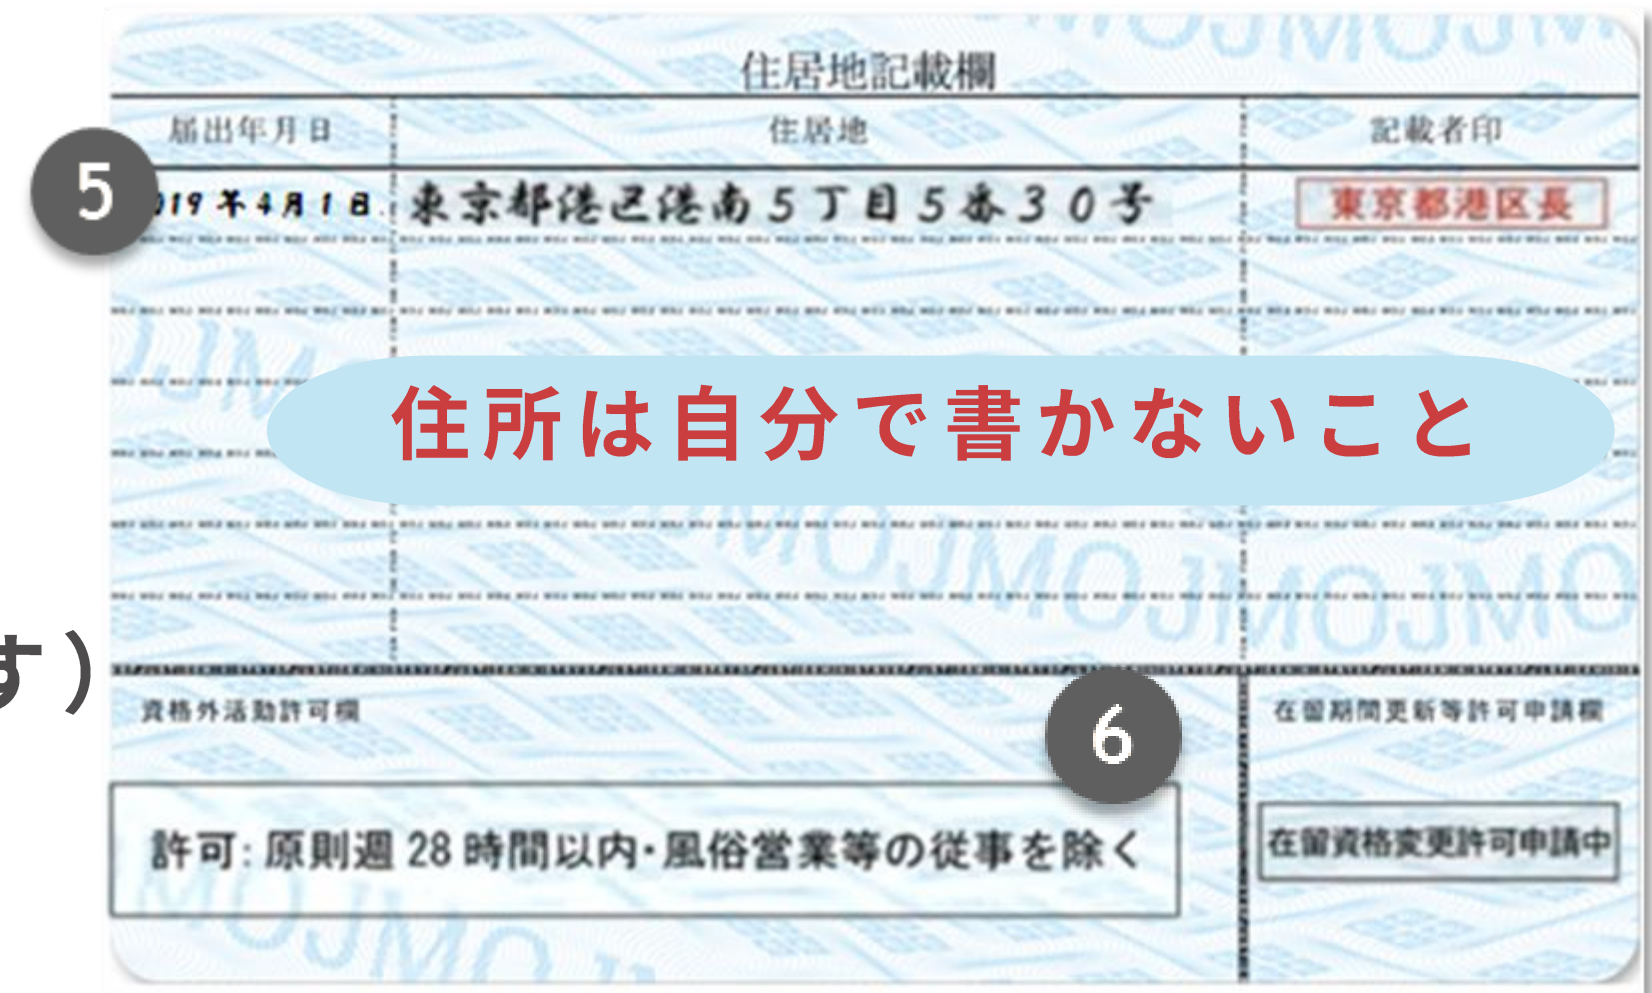 住居地記載欄
届出年月日 住居地 記載者印
5
019年4月1日 東京都港区港南5丁目5番30号 東京都港区長
住所は自分で書かないこと
す）
資格外活動許可欄
6
在留期間更新等許可申請欄
許可: 原則週28時間以内・風俗営業等の従事を除く
在留資格変更許可申請中
MOJMOJMO